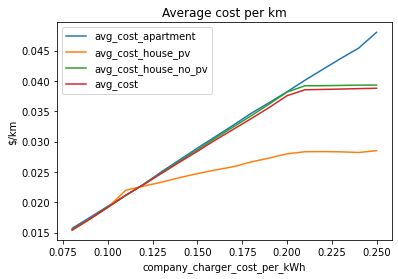 Average cost per km
avg_cost_apartment
avg_cost_house_pv
avg_cost_house_no_pv
avg_cost
$/km
0.045
0.040
0.035
0.030
0.025
0.020
0.015
0.075 0.100 0.125 0.150 0.175 0.200 0.225 0.250
company_charger_cost_per_kWh